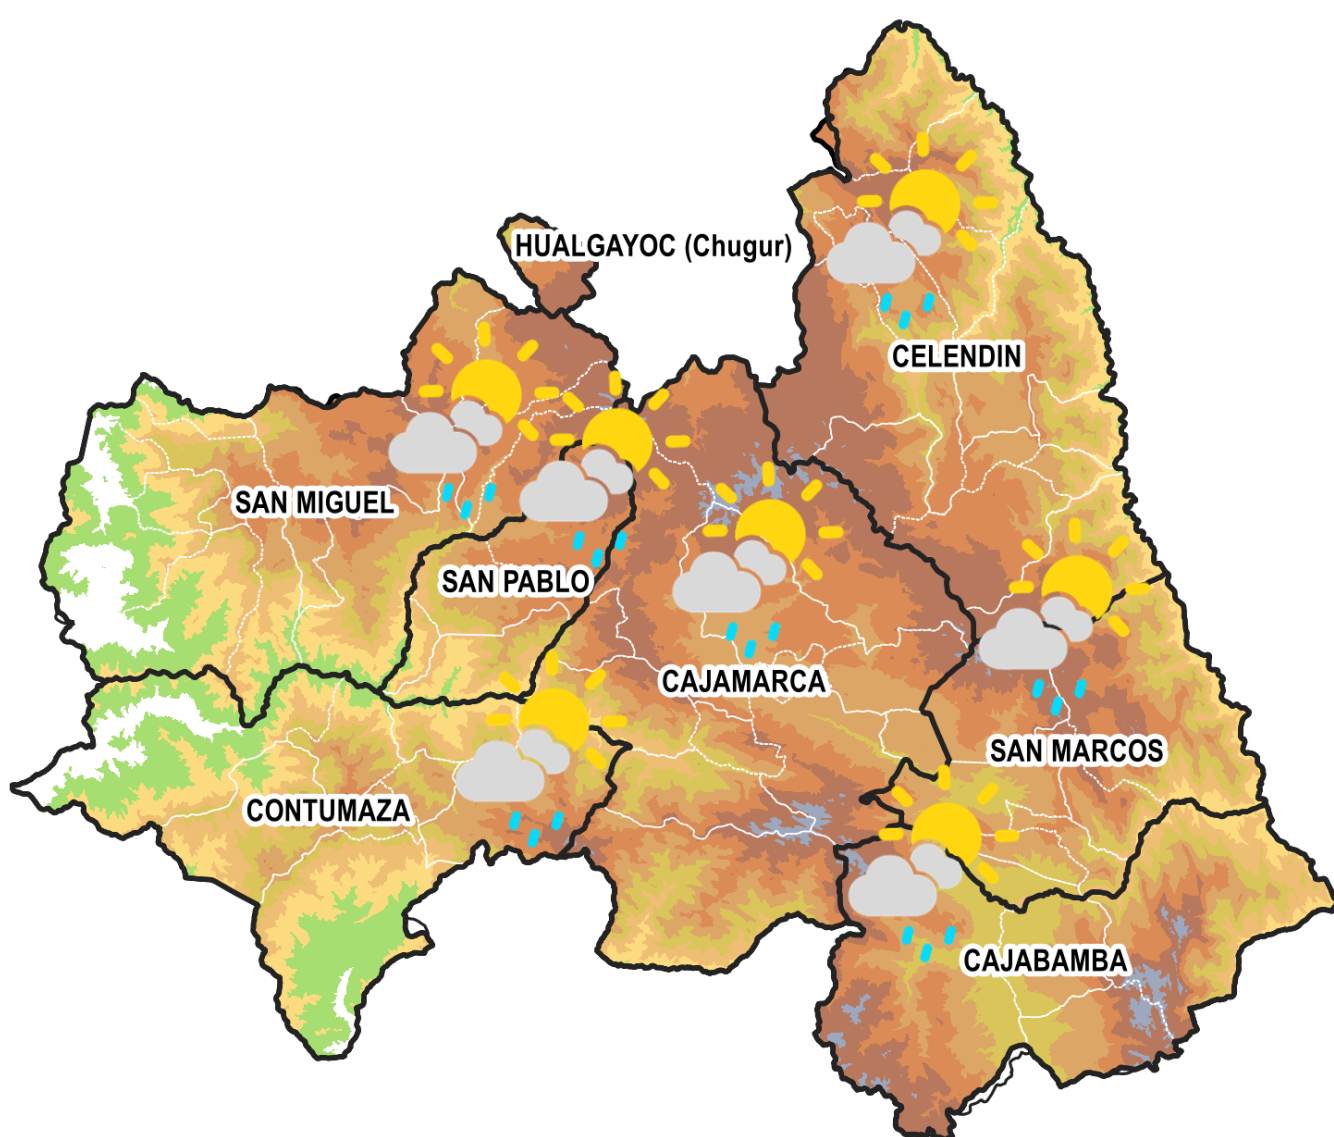 HUALGAYOC (Chugur)
CELENDIN
SAN MIGUEL
SAN PABLO
CAJAMARCA
SAN MARCOS
CONTUMAZA
CAJABAMBA